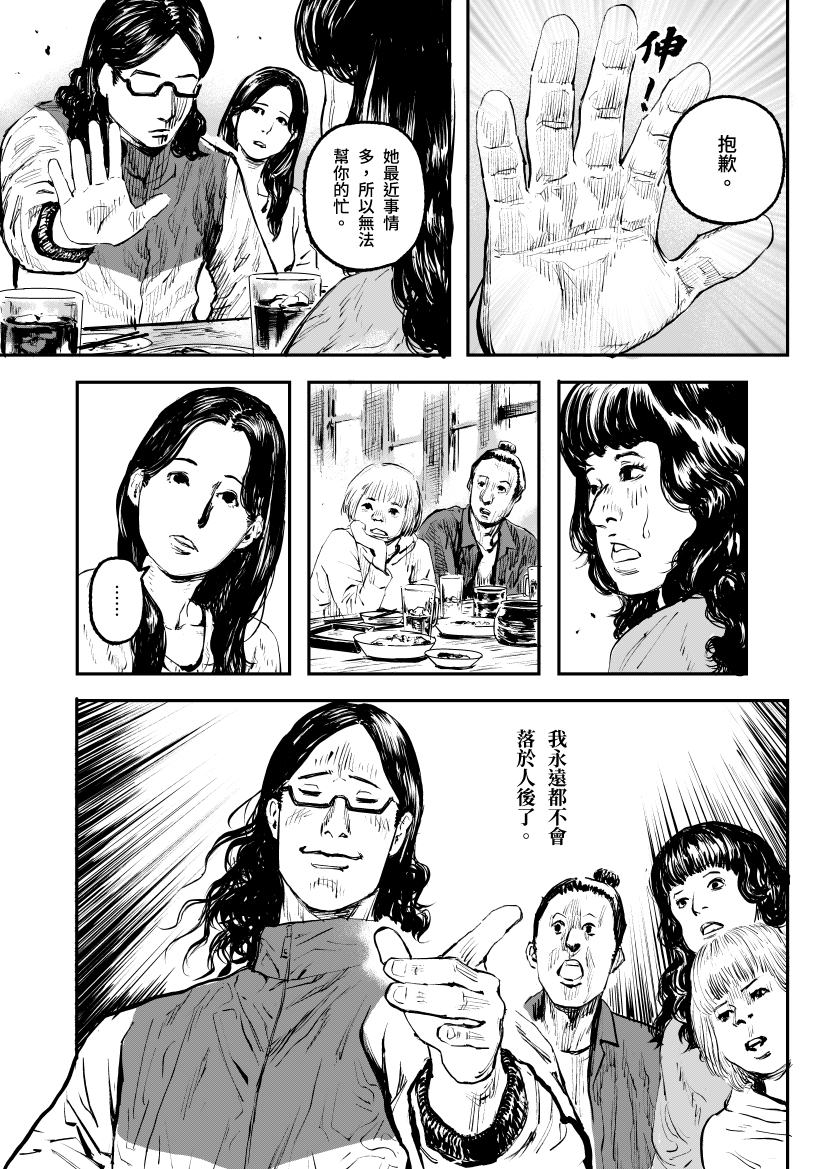 伸!
抱歉。
她最近事情
多，所以無法
幫你的忙。
⋯⋯
我永遠都不會
落於人後了。